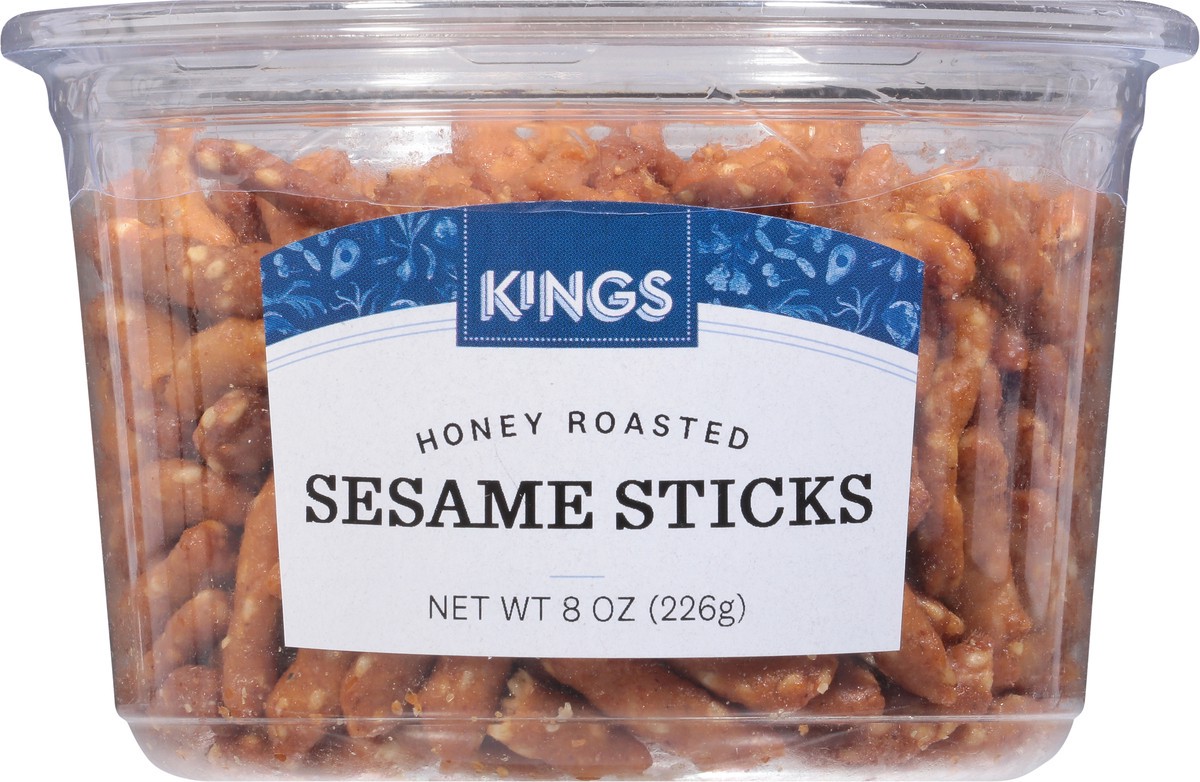 KINGS
HONEY ROASTED
SESAME STICKS
NET WT 8 OZ (226g)